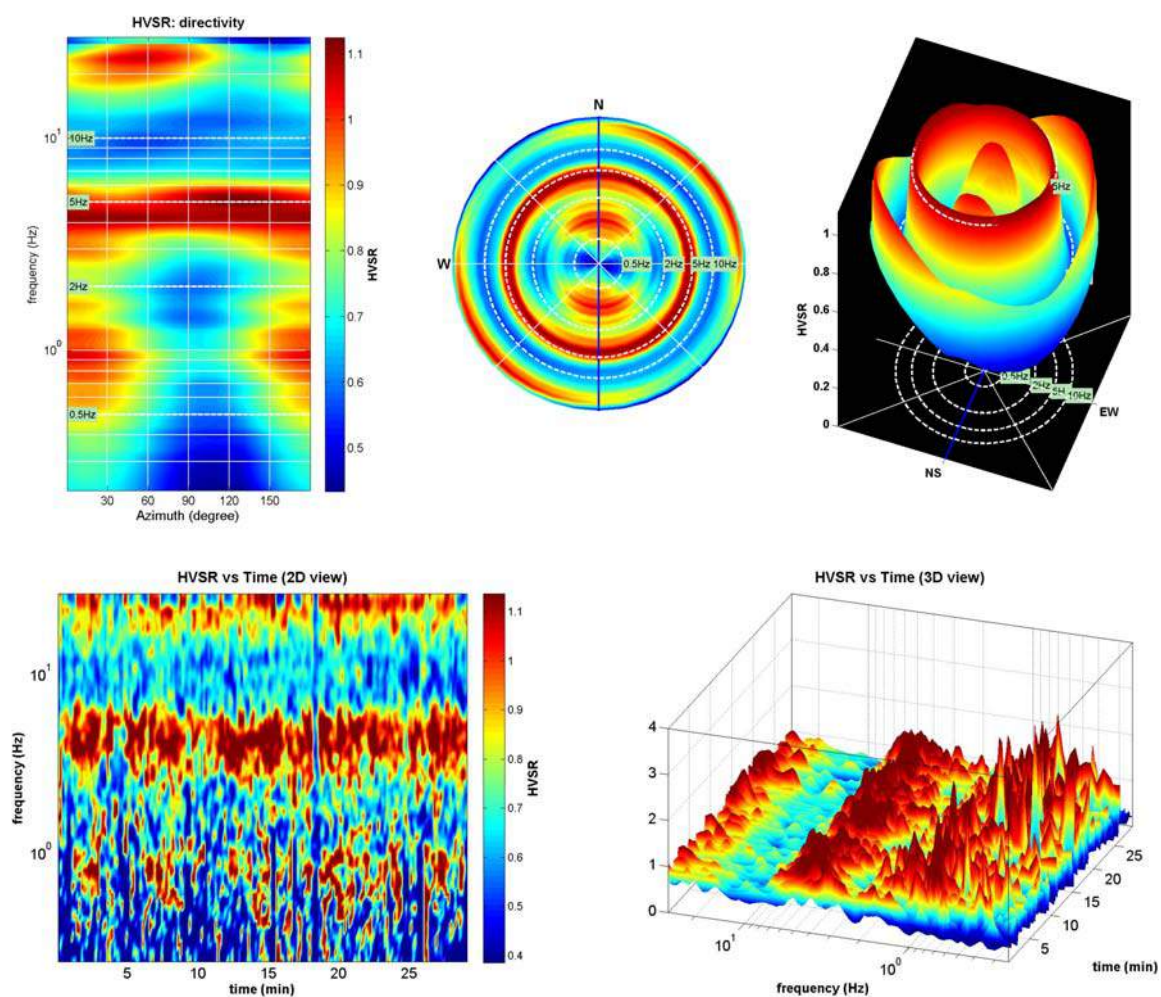 HVSR: directivity
frequency (Hz)
10¹
10⁰
10Hz
5Hz
2Hz
0.5Hz
30 60 90 120 150
Azimuth (degree)
1.1
1
0.9
0.8
0.7
0.6
0.5
HVSR
N
W
0.5Hz 2Hz 5Hz 10Hz
HVSR
1
0.8
0.6
0.4
0.2
0
5Hz
0.5Hz 2Hz 5H 10Hz
EW
NS
HVSR vs Time (2D view)
frequency (Hz)
10¹
10⁰
5 10 15 20 25
time (min)
1.1
1
0.9
0.8
0.7
0.6
0.5
0.4
HVSR
HVSR vs Time (3D view)
4
3
2
1
0
10¹ 10⁰
frequency (Hz)
5 10 15 20 25
time (min)